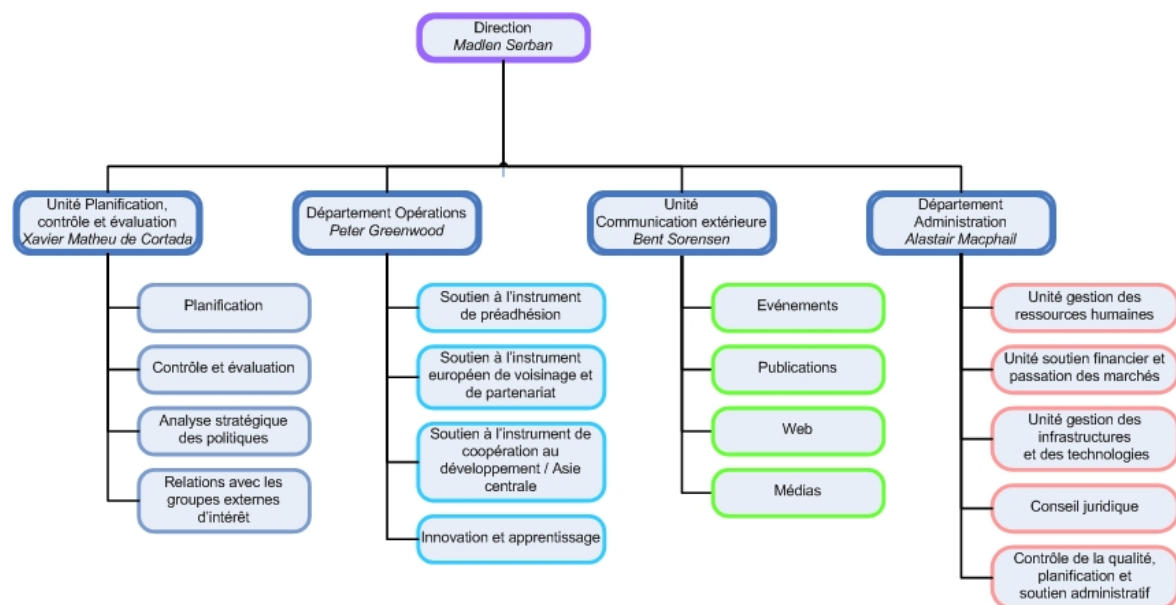 Direction
Madlen Serban
Unité Planification,
contrôle et évaluation
Xavier Matheu de Cortada
Département Opérations
Peter Greenwood
Unité
Communication extérieure
Bent Sorensen
Département
Administration
Alastair Macphail
Planification
Contrôle et évaluation
Analyse stratégique
des politiques
Relations avec les
groupes externes
d'intérêt
Soutien à l'instrument
de préadhésion
Soutien à l'instrument
européen de voisinage et
de partenariat
Soutien à l'instrument de
coopération au
développement / Asie
centrale
Innovation et apprentissage
Evénements
Publications
Web
Médias
Unité gestion des
ressources humaines
Unité soutien financier et
passation des marchés
Unité gestion des
infrastructures
et des technologies
Conseil juridique
Contrôle de la qualité,
planification et
soutien administratif